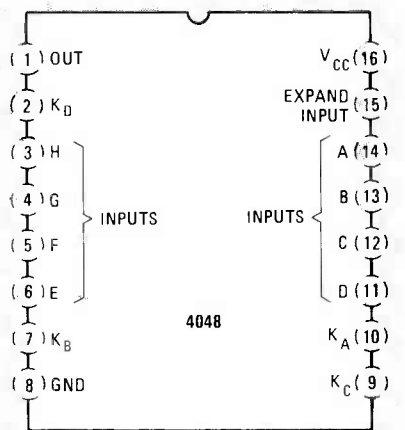 (1) OUT
(2) K_D
(3) H
(4) G
(5) F
(6) E
INPUTS
(7) K_B
(8) GND
4048
V_CC (16)
EXPAND (15)
INPUT
A (14)
B (13)
C (12)
D (11)
INPUTS
K_A (10)
K_C (9)